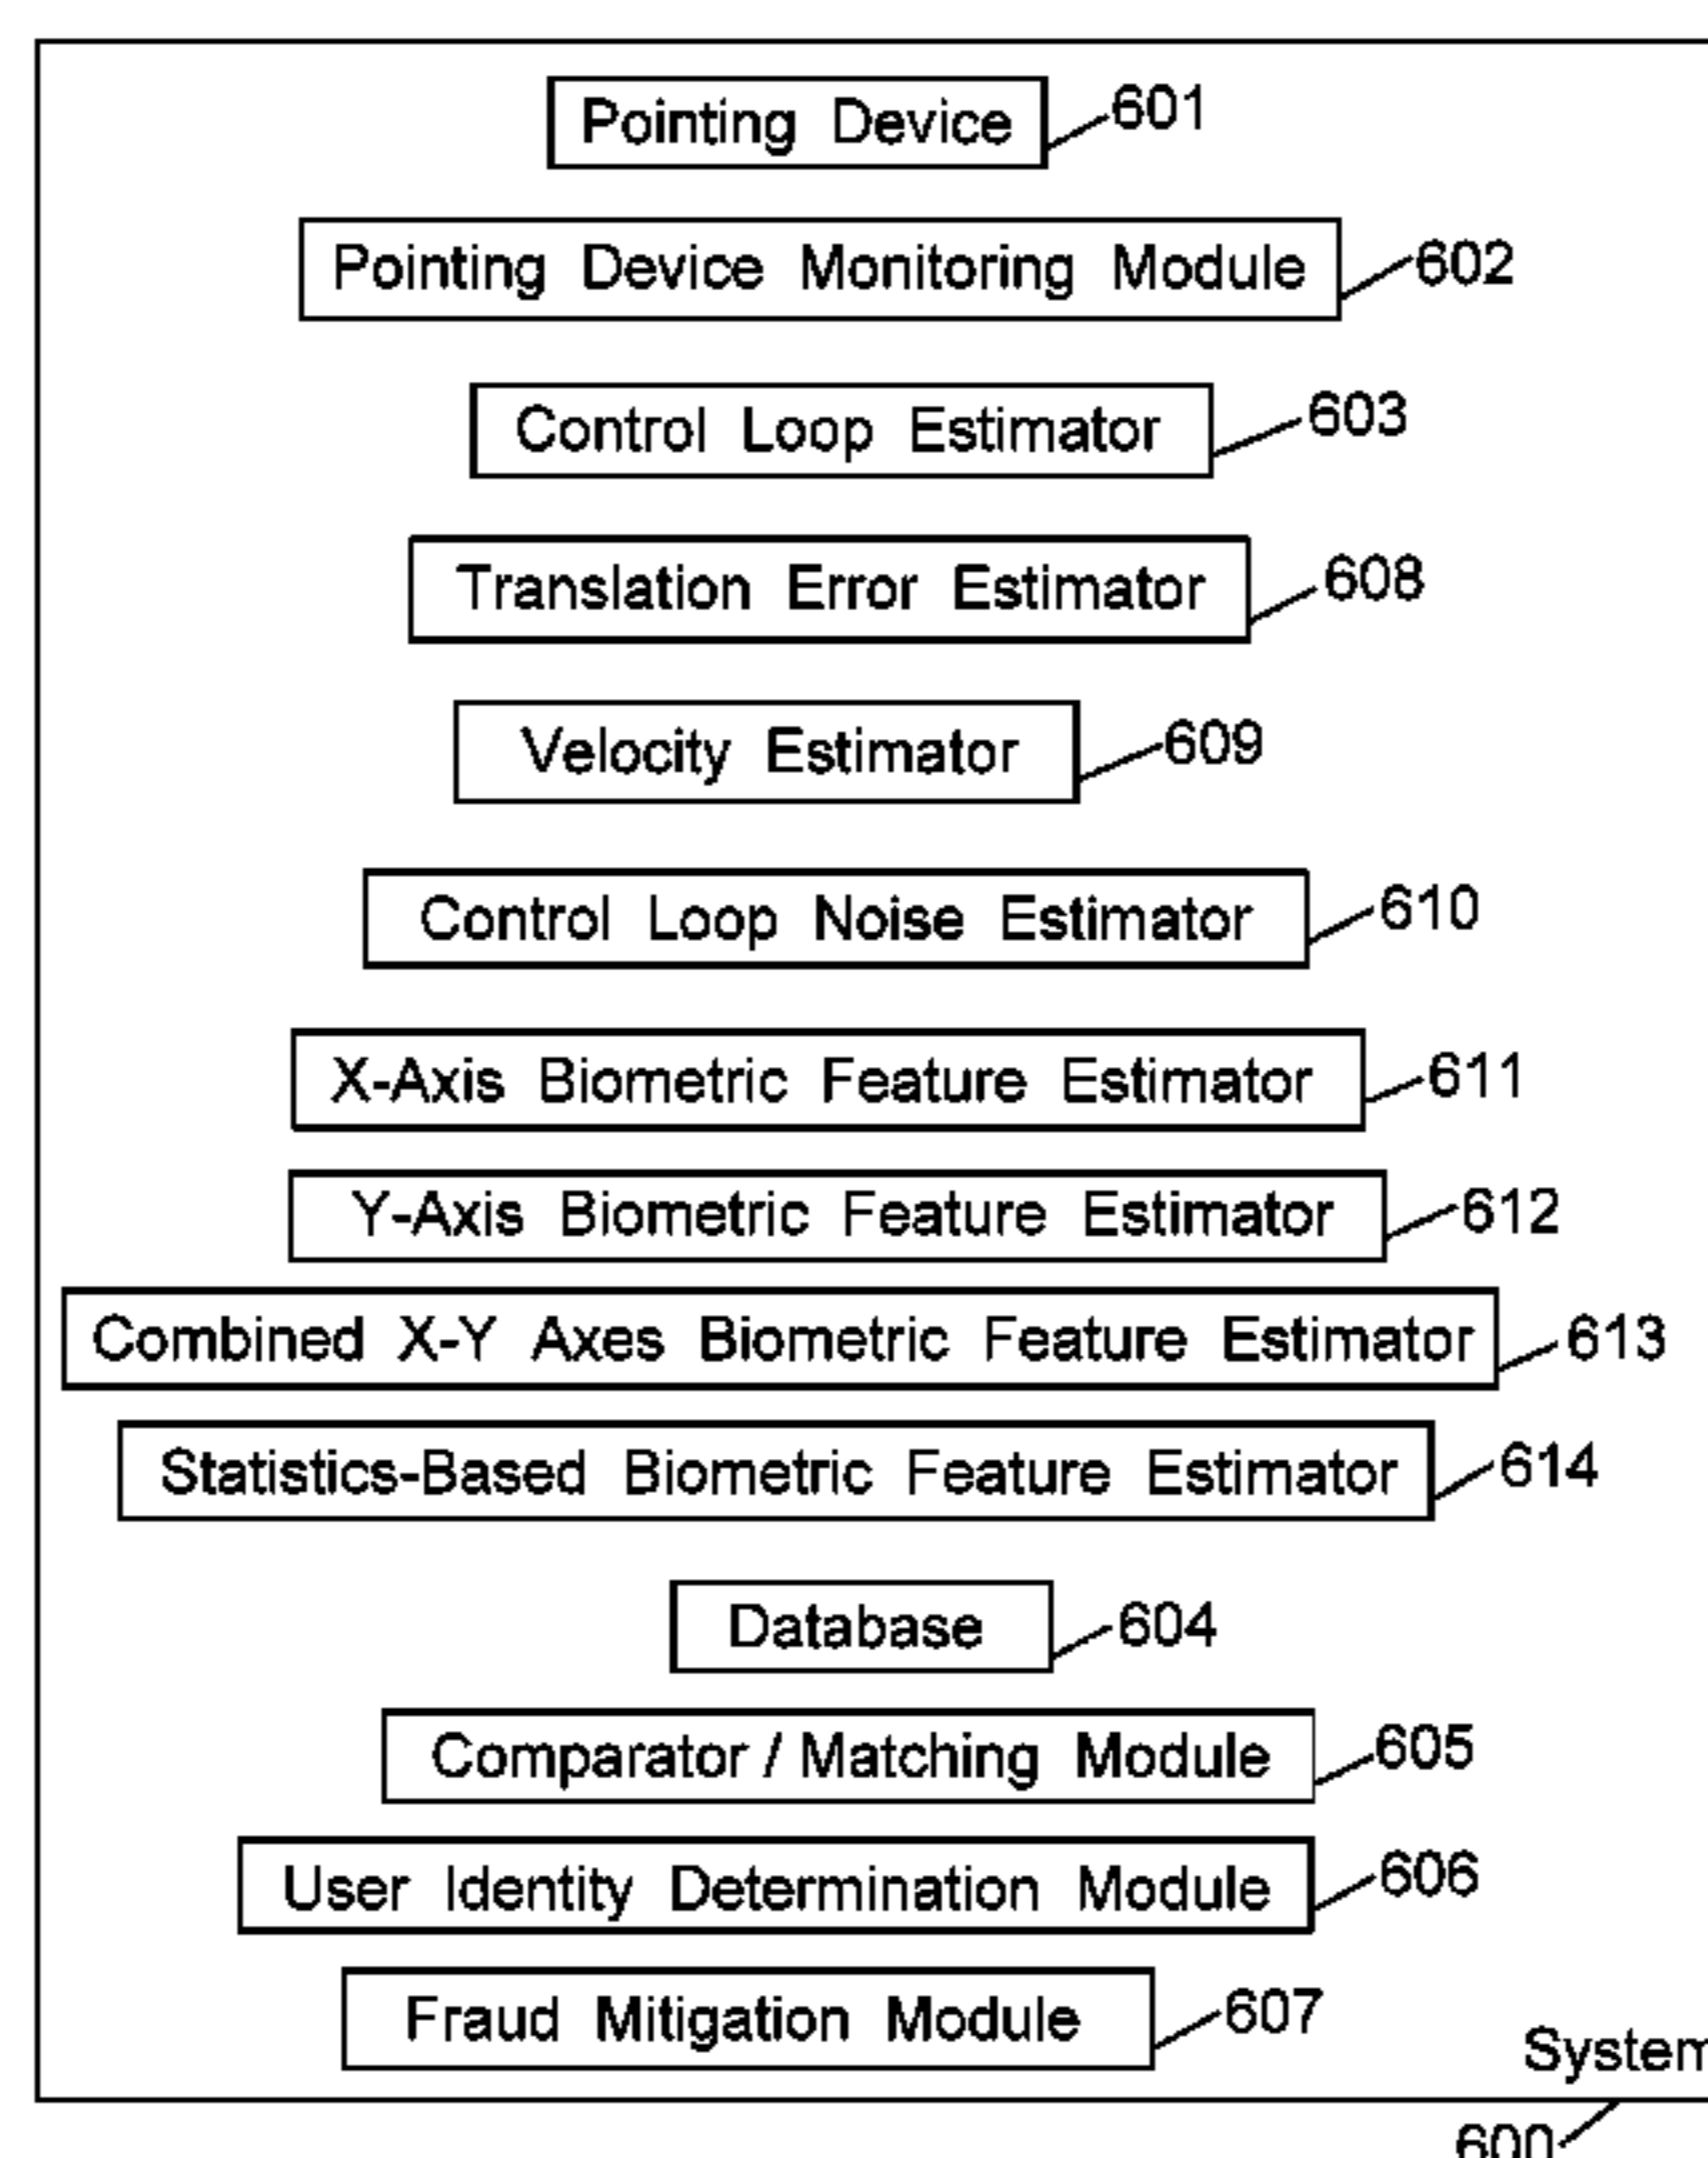 Pointing Device 601
Pointing Device Monitoring Module 602
Control Loop Estimator 603
Translation Error Estimator 608
Velocity Estimator 609
Control Loop Noise Estimator 610
X-Axis Biometric Feature Estimator 611
Y-Axis Biometric Feature Estimator 612
Combined X-Y Axes Biometric Feature Estimator 613
Statistics-Based Biometric Feature Estimator 614
Database 604
Comparator / Matching Module 605
User Identity Determination Module 606
Fraud Mitigation Module 607
System
600